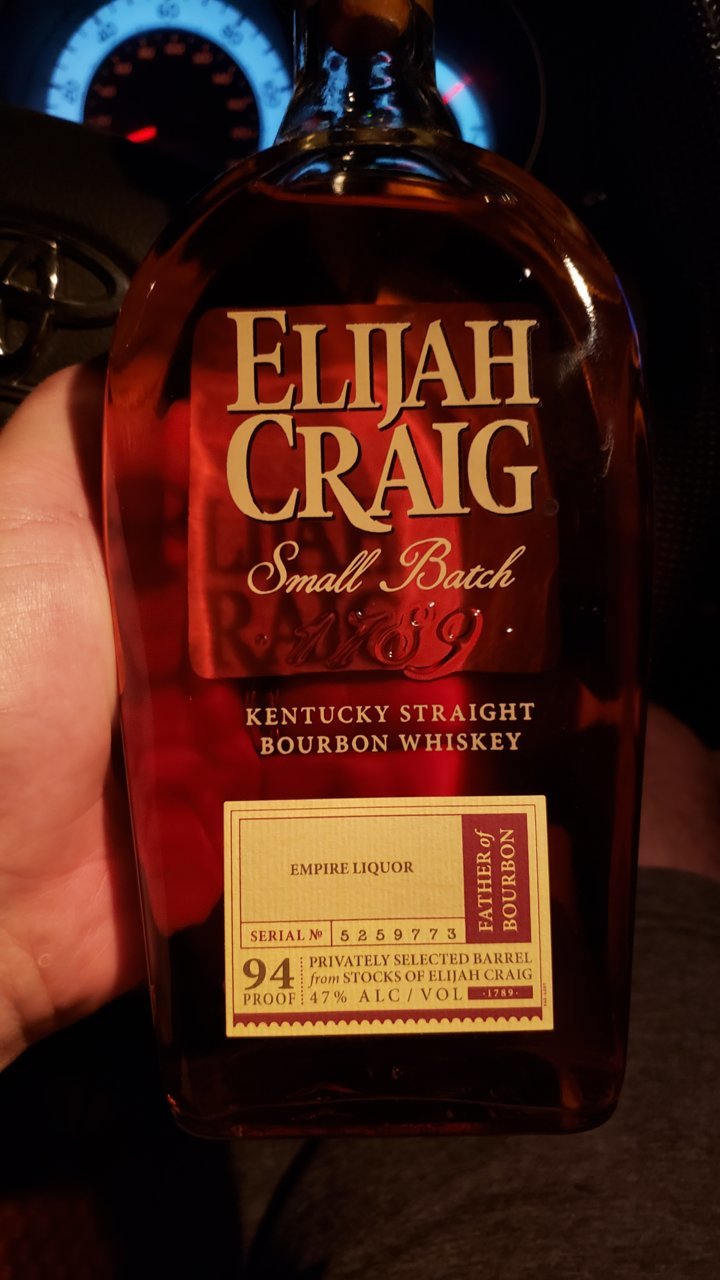 ELIJAH
CRAIG
Small Batch
1789
KENTUCKY STRAIGHT
BOURBON WHISKEY
EMPIRE LIQUOR
FATHER of
BOURBON
SERIAL № 5259773
94
PROOF
PRIVATELY SELECTED BARREL
from STOCKS OF ELIJAH CRAIG
47% ALC/VOL ·1789·